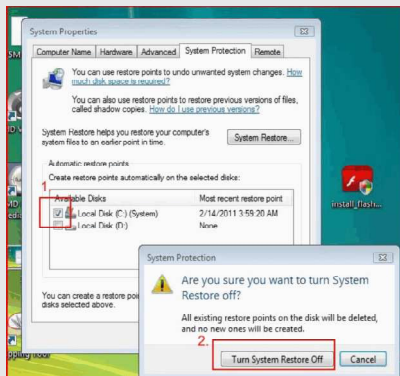 System Properties
Computer Name Hardware Advanced System Protection Remote
You can use restore points to undo unwanted system changes. How
much disk space is required?
You can also use restore points to restore previous versions of files,
called shadow copies. How do I use previous versions?
System Restore helps you restore your computer's
system files to an earlier point in time.
System Restore...
Automatic restore points
Create restore points automatically on the selected disks:
1
Available Disks Most recent restore point
Local Disk (C:) (System) 2/14/2011 3:59:20 AM
Local Disk (D:) None
install_flash...
You can create a restore poi
disks selected above.
System Protection
Are you sure you want to turn System
Restore off?
All existing restore points on the disk will be deleted,
and no new ones will be created.
2.
Turn System Restore Off Cancel